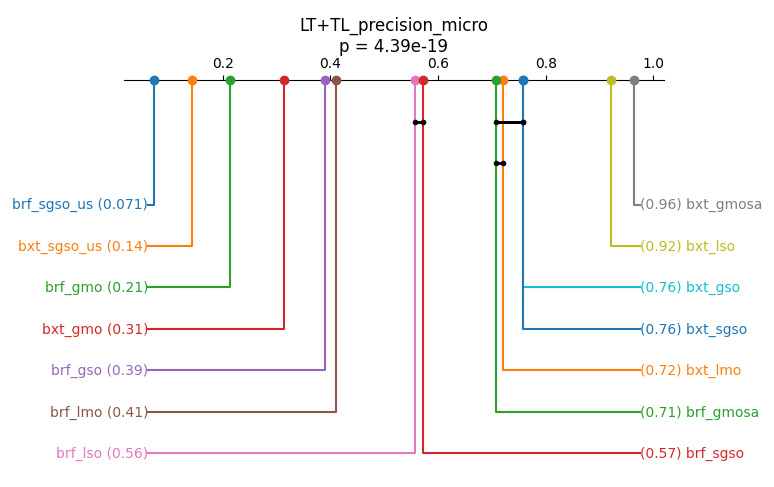 LT+TL_precision_micro
p = 4.39e-19
0.2 0.4 0.6 0.8 1.0
brf_sgso_us (0.071) (0.96) bxt_gmosa
bxt_sgso_us (0.14) (0.92) bxt_lso
brf_gmo (0.21) (0.76) bxt_gso
bxt_gmo (0.31) (0.76) bxt_sgso
brf_gso (0.39) (0.72) bxt_lmo
brf_lmo (0.41) (0.71) brf_gmosa
brf_lso (0.56) (0.57) brf_sgso